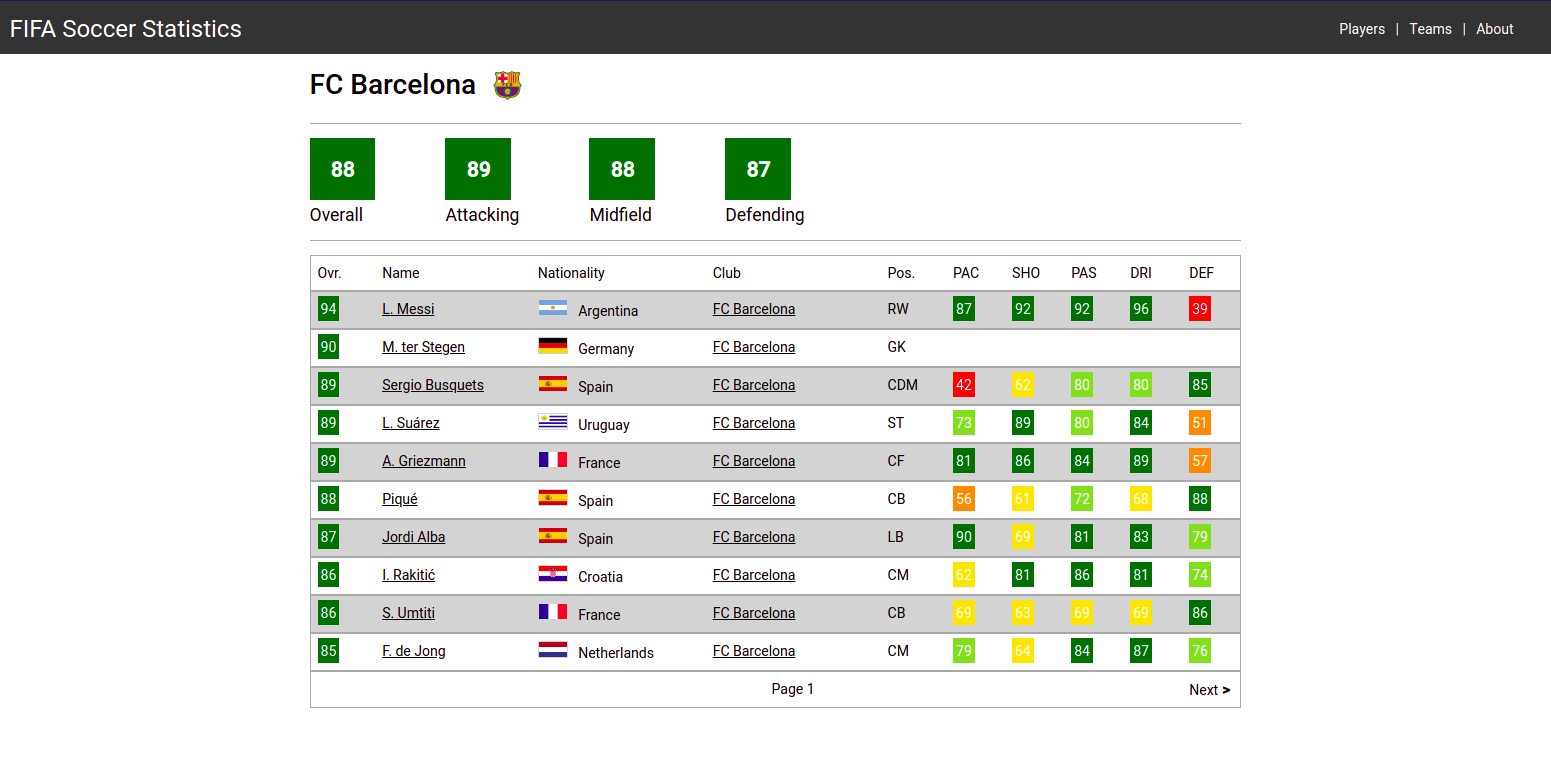 FIFA Soccer Statistics Players | Teams | About
FC Barcelona
88 89 88 87
Overall Attacking Midfield Defending
Ovr. Name Nationality Club Pos. PAC SHO PAS DRI DEF
94 L. Messi Argentina FC Barcelona RW 87 92 92 96 39
90 M. ter Stegen Germany FC Barcelona GK
89 Sergio Busquets Spain FC Barcelona CDM 42 62 80 80 85
89 L. Suárez Uruguay FC Barcelona ST 73 89 80 84 51
89 A. Griezmann France FC Barcelona CF 81 86 84 89 57
88 Piqué Spain FC Barcelona CB 56 61 72 68 88
87 Jordi Alba Spain FC Barcelona LB 90 69 81 83 79
86 I. Rakitić Croatia FC Barcelona CM 62 81 86 81 74
86 S. Umtiti France FC Barcelona CB 69 63 69 69 86
85 F. de Jong Netherlands FC Barcelona CM 79 64 84 87 76
Page 1 Next >